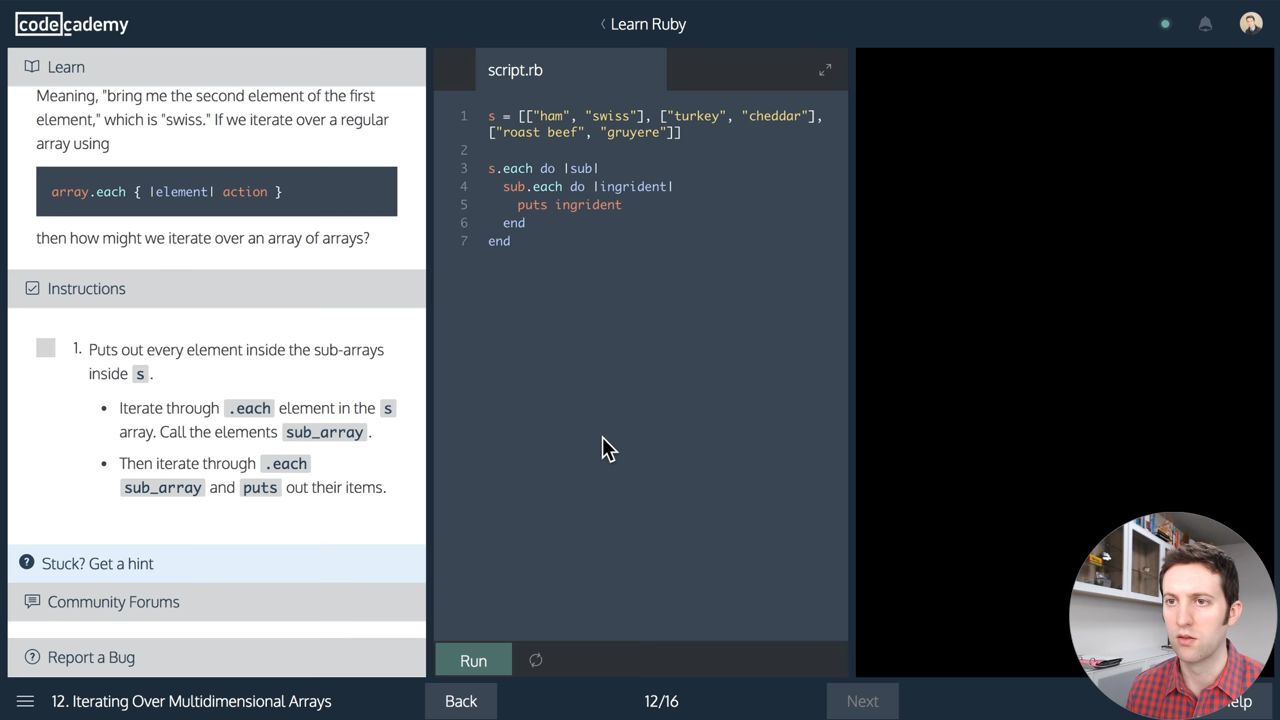 codecademy
Learn Ruby
Learn
Meaning, "bring me the second element of the first
element," which is "swiss." If we iterate over a regular
array using
array.each { |element| action }
then how might we iterate over an array of arrays?
Instructions
1. Puts out every element inside the sub-arrays
inside s.
• Iterate through .each element in the s
array. Call the elements sub_array.
• Then iterate through .each
sub_array and puts out their items.
Stuck? Get a hint
Community Forums
Report a Bug
script.rb
1 s = [["ham", "swiss"], ["turkey", "cheddar"],
["roast beef", "gruyere"]]
2
3 s.each do |sub|
4 sub.each do |ingrident|
5 puts ingrident
6 end
7 end
Run
12. Iterating Over Multidimensional Arrays
Back
12/16
Next